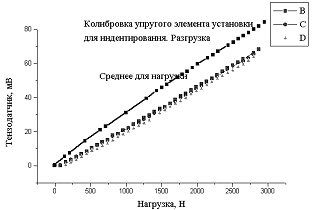 Калибровка упругого элемента установки
для индентирования. Разгрузка
Среднее для нагрузки
B
C
D
Тензодатчик, мВ
80
60
40
20
0
0
500
1000
1500
2000
2500
3000
Нагрузка, Н